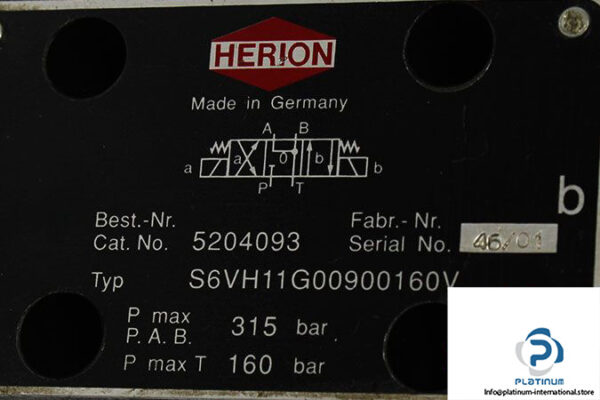 HERION
Made in Germany
A B
a a 0 b b
P T
b
Best.-Nr. Fabr.- Nr.
Cat. No. 5204093 Serial No. 46/01
Typ S6VH11G00900160V
P max
P.A.B. 315 bar
P max T 160 bar
PLATINUM
Info@platinum-international.store